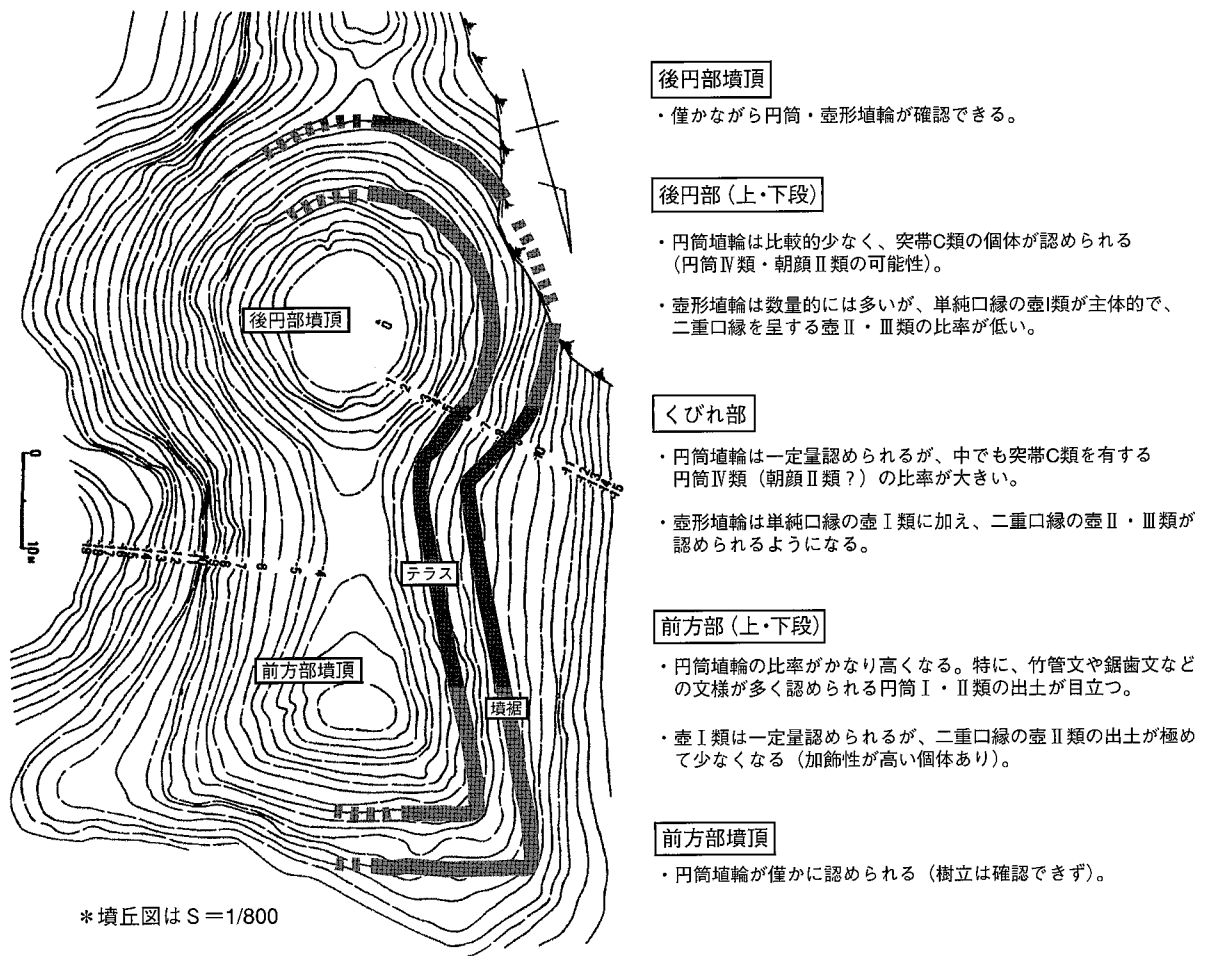 後円部墳頂
・僅かながら円筒・壺形埴輪が確認できる。
後円部（上・下段）
・円筒埴輪は比較的少なく、突帯C類の個体が認められる
（円筒Ⅳ類・朝顔Ⅱ類の可能性）。
・壺形埴輪は数量的には多いが、単純口縁の壺I類が主体的で、
二重口縁を呈する壺Ⅱ・Ⅲ類の比率が低い。
くびれ部
・円筒埴輪は一定量認められるが、中でも突帯C類を有する
円筒Ⅳ類（朝顔Ⅱ類？）の比率が大きい。
・壺形埴輪は単純口縁の壺Ⅰ類に加え、二重口縁の壺Ⅱ・Ⅲ類が
認められるようになる。
前方部（上・下段）
・円筒埴輪の比率がかなり高くなる。特に、竹管文や鋸歯文など
の文様が多く認められる円筒Ⅰ・Ⅱ類の出土が目立つ。
・壺Ⅰ類は一定量認められるが、二重口縁の壺Ⅱ類の出土が極め
て少なくなる（加飾性が高い個体あり）。
前方部墳頂
・円筒埴輪が僅かに認められる（樹立は確認できず）。
後円部墳頂
テラス
前方部墳頂
墳裾
0
10m
＊墳丘図はS＝1/800